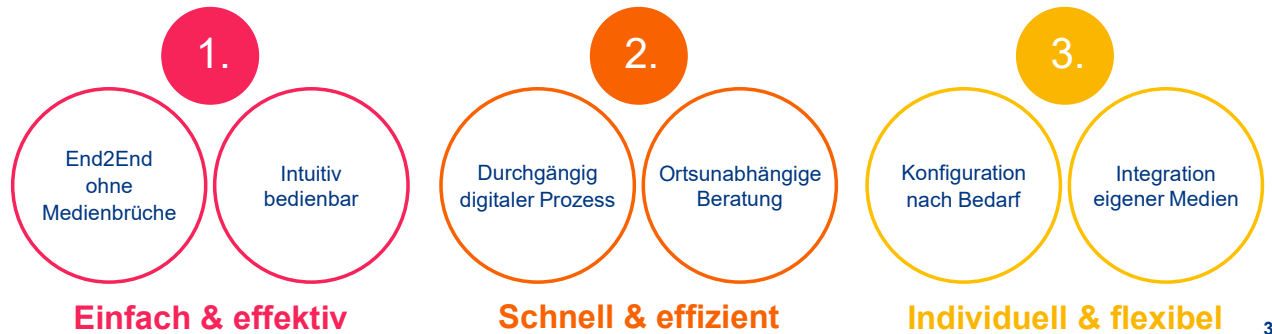 1.
End2End
ohne
Medienbrüche
Intuitiv
bedienbar
Einfach & effektiv
2.
Durchgängig
digitaler Prozess
Ortsunabhängige
Beratung
Schnell & effizient
3.
Konfiguration
nach Bedarf
Integration
eigener Medien
Individuell & flexibel
3